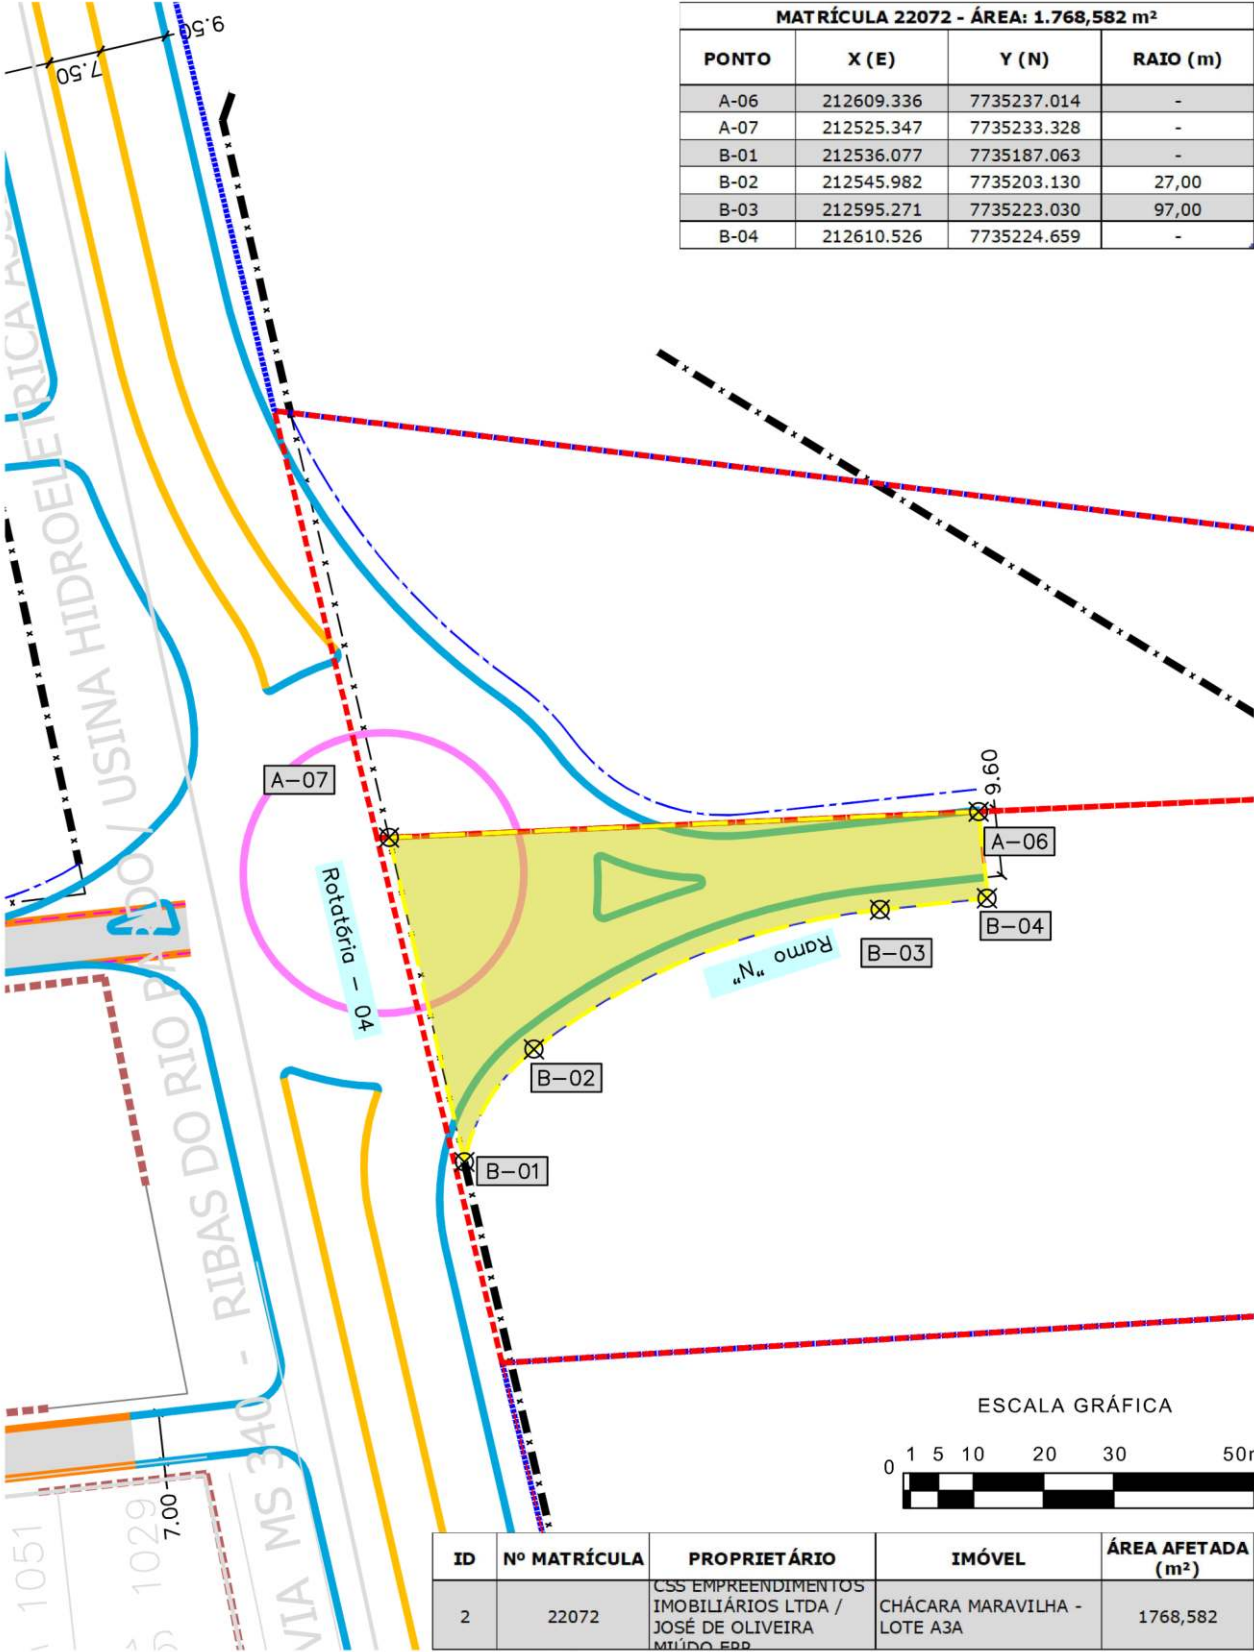 MATRÍCULA 22072 - ÁREA: 1.768,582 m²
PONTO X (E) Y (N) RAIO (m)
A-06 212609.336 7735237.014 -
A-07 212525.347 7735233.328 -
B-01 212536.077 7735187.063 -
B-02 212545.982 7735203.130 27,00
B-03 212595.271 7735223.030 97,00
B-04 212610.526 7735224.659 -
9.50
7.50
VIA MS 340 - RIBAS DO RIO PARDO / USINA HIDROELETRICA
A-07
9.60
A-06
Rotatória - 04
B-04
B-03
Ramo "N"
B-02
B-01
ESCALA GRÁFICA
0 1 5 10 20 30 50
7.00
1051
1029
ID Nº MATRÍCULA PROPRIETÁRIO IMÓVEL ÁREA AFETADA (m²)
2 22072 CSS EMPREENDIMENTOS IMOBILIÁRIOS LTDA / JOSÉ DE OLIVEIRA MIÚDO EPP CHÁCARA MARAVILHA - LOTE A3A 1768,582